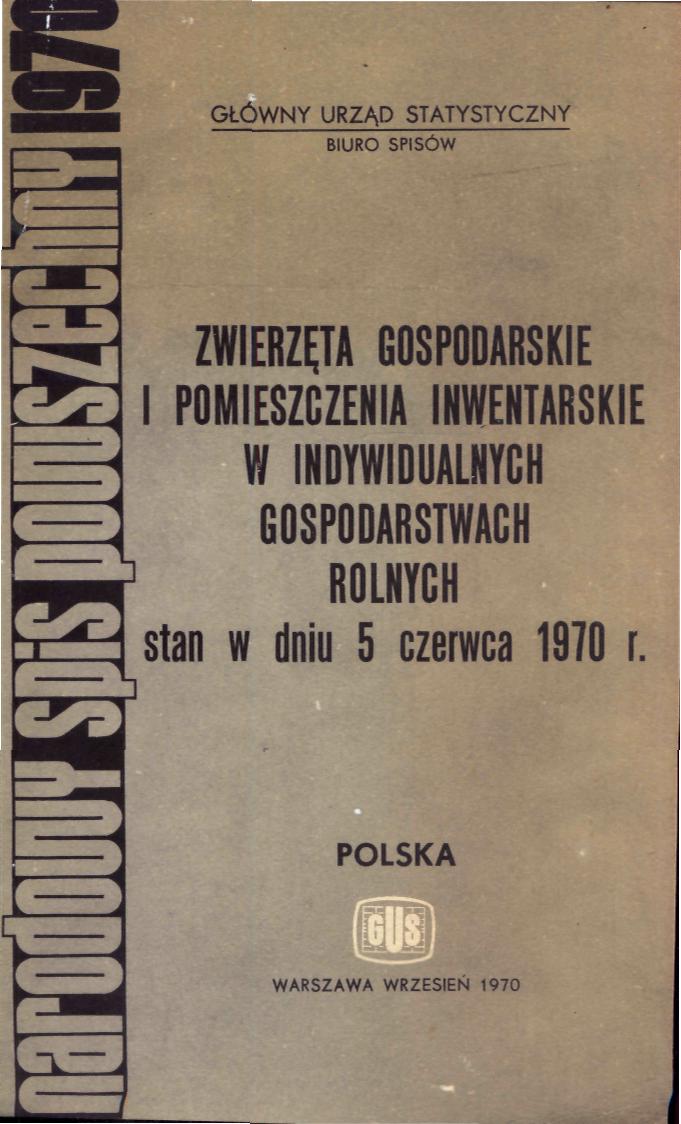 narodowy spis powszechny 1970
GŁÓWNY URZĄD STATYSTYCZNY
BIURO SPISÓW
ZWIERZĘTA GOSPODARSKIE
I POMIESZCZENIA INWENTARSKIE
W INDYWIDUALNYCH
GOSPODARSTWACH
ROLNYCH
stan w dniu 5 czerwca 1970 r.
POLSKA
GUS
WARSZAWA WRZESIEŃ 1970